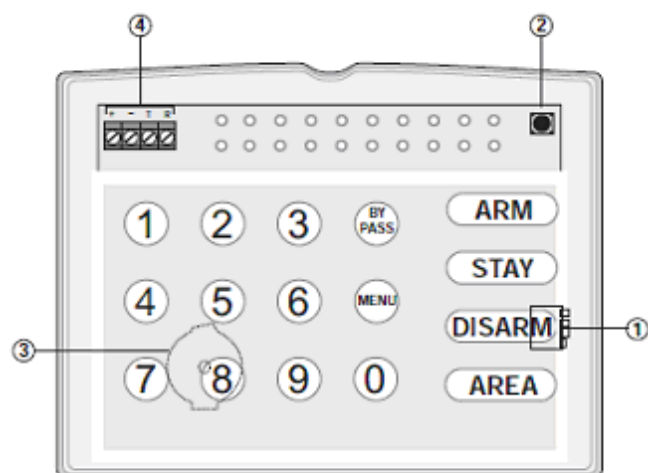 ④ ②
+ - T R
1 2 3 BY PASS ARM
4 5 6 MENU STAY
DISARM ①
③
7 8 9 0 AREA